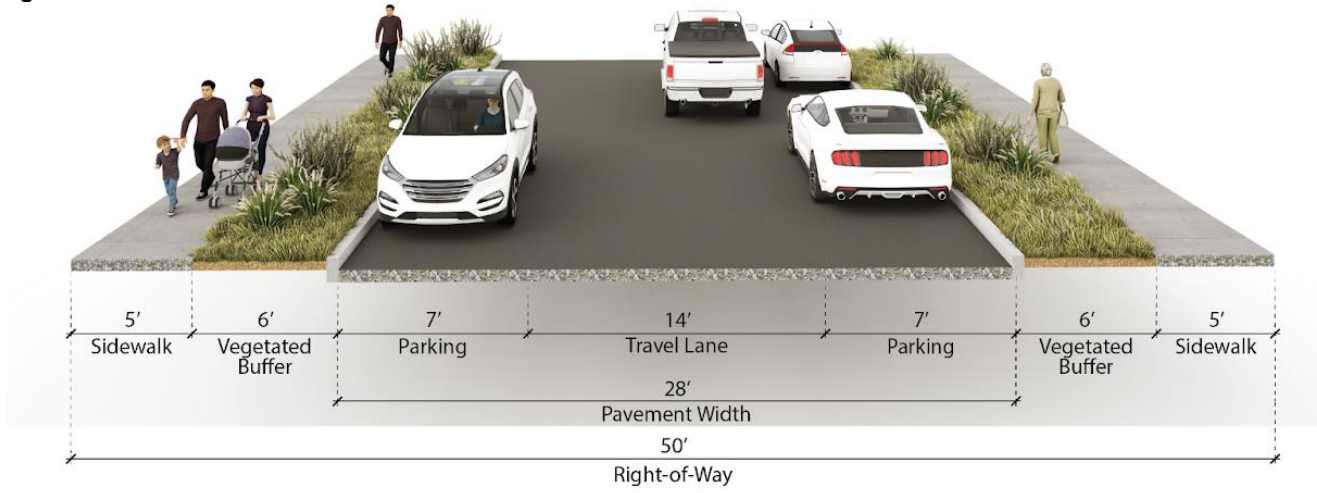 5’ 6’ 7’ 14’ 7’ 6’ 5’
Sidewalk Vegetated Parking Travel Lane Parking Vegetated Sidewalk
Buffer Buffer
28’
Pavement Width
50’
Right-of-Way